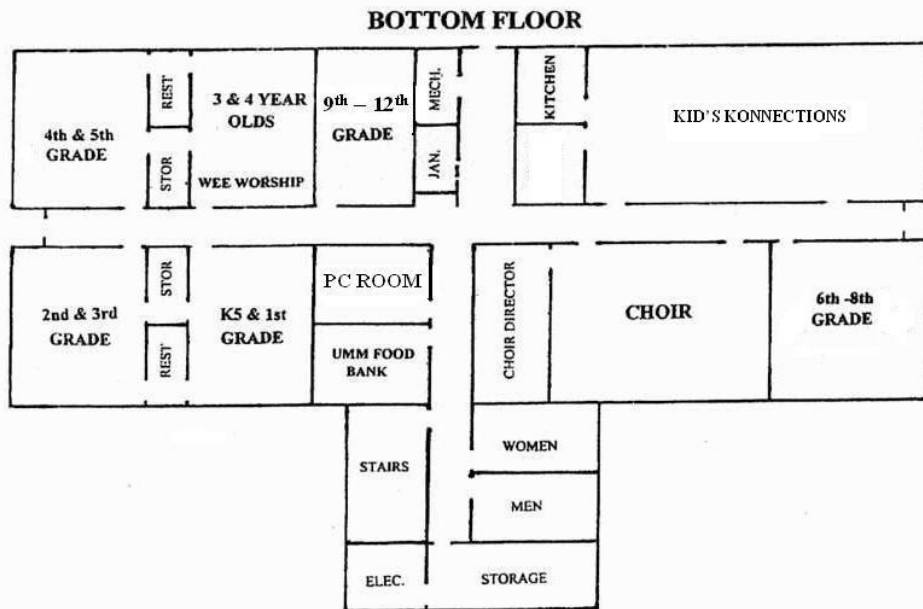 BOTTOM FLOOR
4th & 5th
GRADE
REST
STOR
3 & 4 YEAR
OLDS
WEE WORSHIP
9th – 12th
GRADE
MECH.
JAN.
KITCHEN
KID'S KONNECTIONS
2nd & 3rd
GRADE
STOR
REST
K5 & 1st
GRADE
PC ROOM
UMM FOOD
BANK
CHOIR DIRECTOR
CHOIR
6th -8th
GRADE
STAIRS
WOMEN
MEN
ELEC.
STORAGE